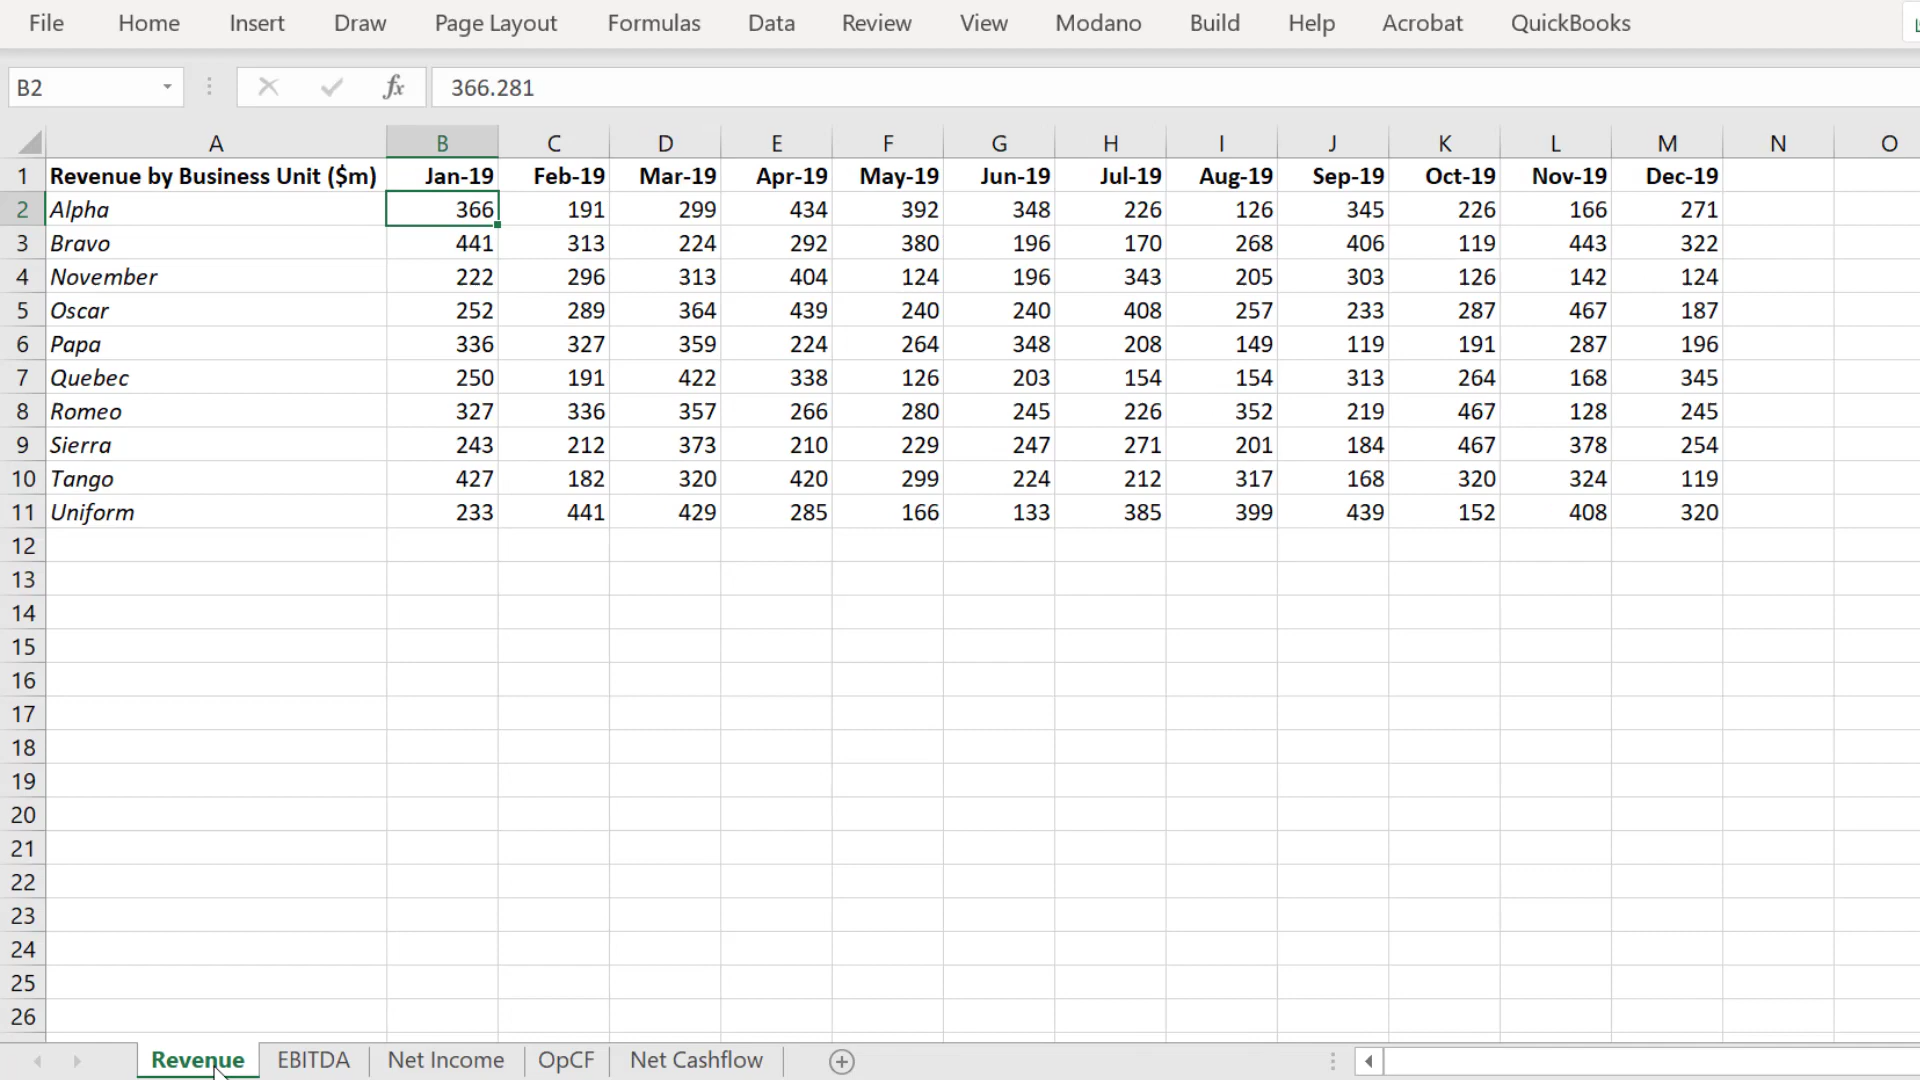 File Home Insert Draw Page Layout Formulas Data Review View Modano Build Help Acrobat QuickBooks
B2 fx 366.281
A B C D E F G H I J K L M N O
1 Revenue by Business Unit ($m) Jan-19 Feb-19 Mar-19 Apr-19 May-19 Jun-19 Jul-19 Aug-19 Sep-19 Oct-19 Nov-19 Dec-19
2 Alpha 366 191 299 434 392 348 226 126 345 226 166 271
3 Bravo 441 313 224 292 380 196 170 268 406 119 443 322
4 November 222 296 313 404 124 196 343 205 303 126 142 124
5 Oscar 252 289 364 439 240 240 408 257 233 287 467 187
6 Papa 336 327 359 224 264 348 208 149 119 191 287 196
7 Quebec 250 191 422 338 126 203 154 154 313 264 168 345
8 Romeo 327 336 357 266 280 245 226 352 219 467 128 245
9 Sierra 243 212 373 210 229 247 271 201 184 467 378 254
10 Tango 427 182 320 420 299 224 212 317 168 320 324 119
11 Uniform 233 441 429 285 166 133 385 399 439 152 408 320
12
13
14
15
16
17
18
19
20
21
22
23
24
25
26
Revenue EBITDA Net Income OpCF Net Cashflow